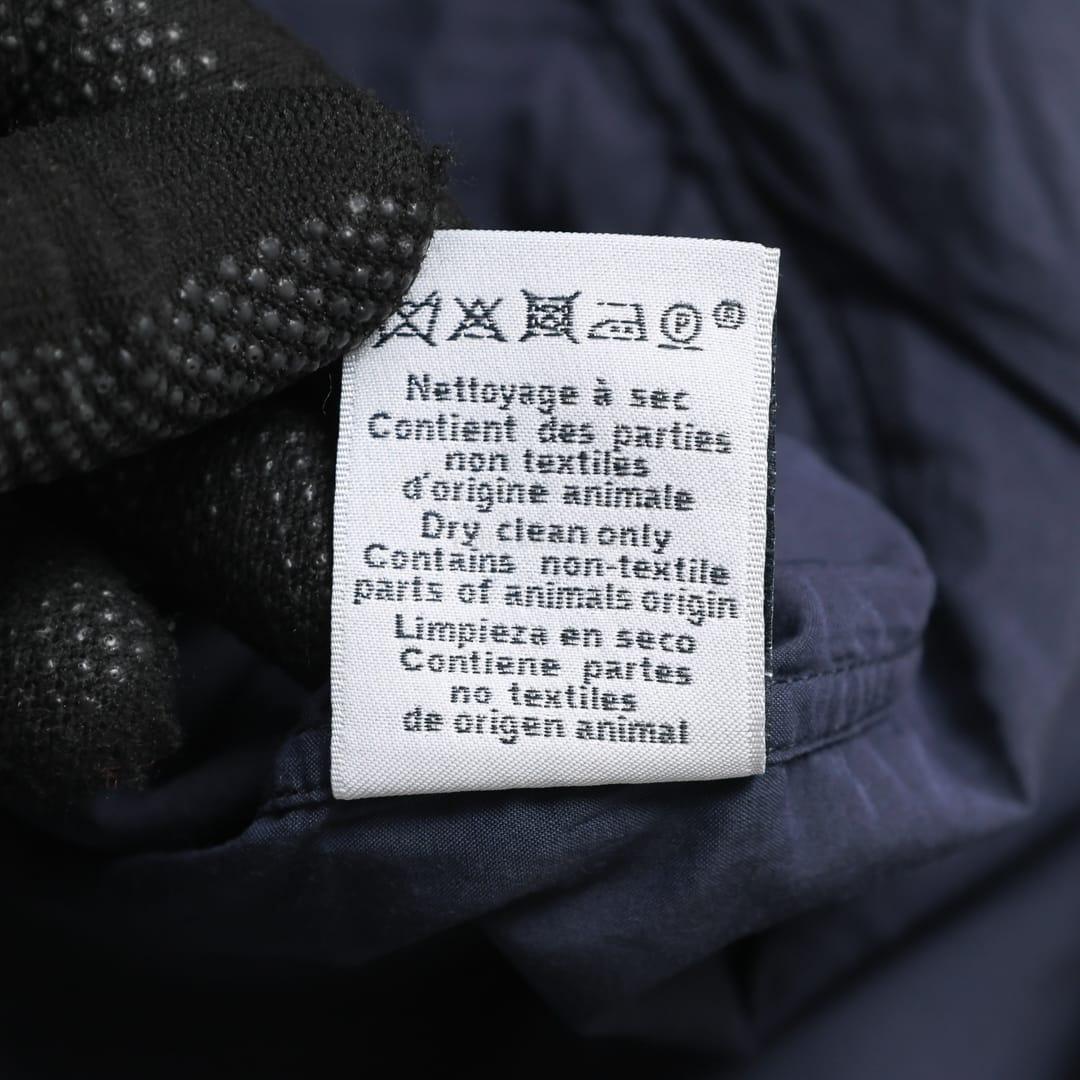 P ®
Nettoyage à sec
Contient des parties
non textiles
d'origine animale
Dry clean only
Contains non-textile
parts of animals origin
Limpieza en seco
Contiene partes
no textiles
de origen animal